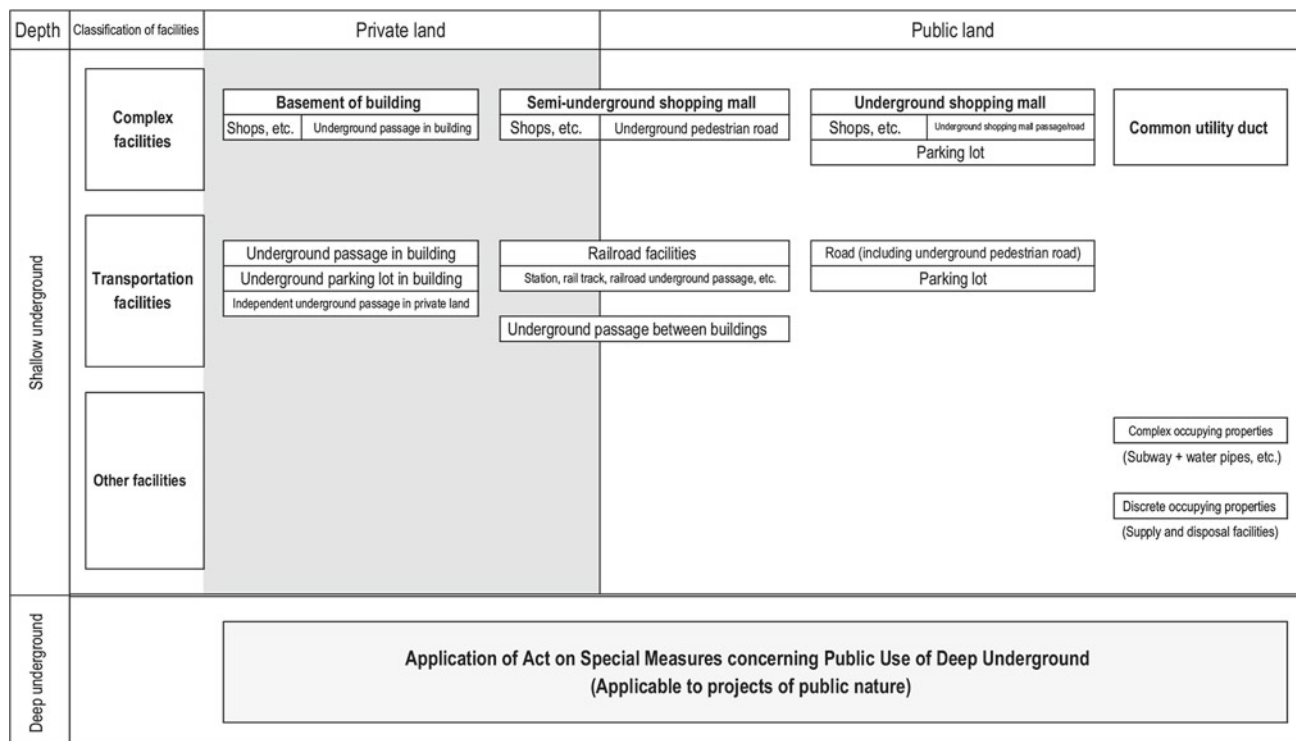 Depth
Classification of facilities
Private land
Public land
Shallow underground
Complex
facilities
Basement of building
Shops, etc.
Underground passage in building
Semi-underground shopping mall
Shops, etc.
Underground pedestrian road
Underground shopping mall
Shops, etc.
Underground shopping mall passage/road
Parking lot
Common utility duct
Transportation
facilities
Underground passage in building
Underground parking lot in building
Independent underground passage in private land
Railroad facilities
Station, rail track, railroad underground passage, etc.
Underground passage between buildings
Road (including underground pedestrian road)
Parking lot
Other facilities
Complex occupying properties
(Subway + water pipes, etc.)
Discrete occupying properties
(Supply and disposal facilities)
Deep underground
Application of Act on Special Measures concerning Public Use of Deep Underground
(Applicable to projects of public nature)